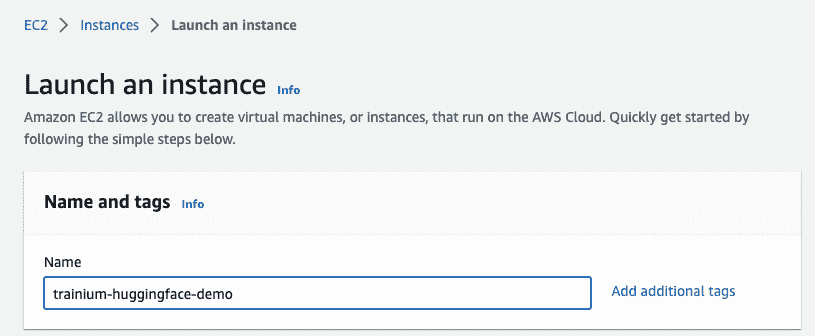 EC2 > Instances > Launch an instance
Launch an instance Info
Amazon EC2 allows you to create virtual machines, or instances, that run on the AWS Cloud. Quickly get started by
following the simple steps below.
Name and tags Info
Name
trainium-huggingface-demo Add additional tags